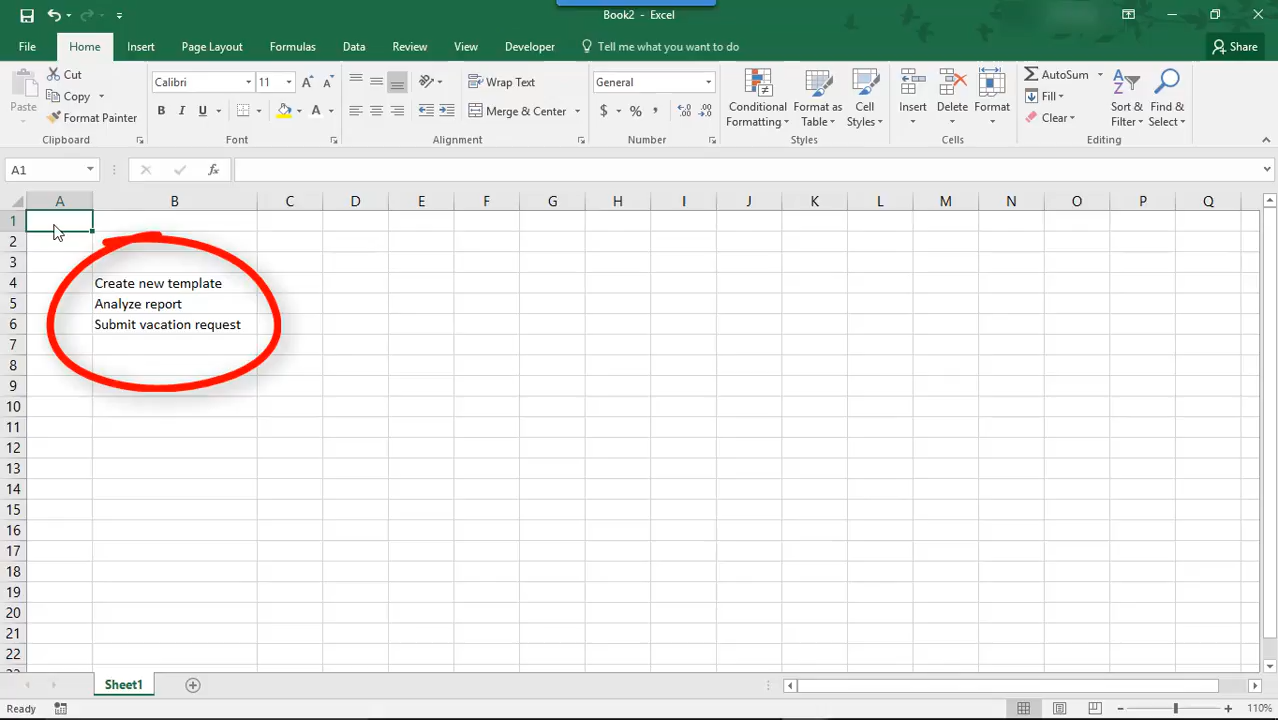 Book2 - Excel
File Home Insert Page Layout Formulas Data Review View Developer Tell me what you want to do Share
Paste Cut Copy Format Painter Clipboard
Calibri 11 A A B I U A Font
Wrap Text Merge & Center Alignment
General $ % , Number
Conditional Formatting Format as Table Cell Styles Styles
Insert Delete Format Cells
AutoSum Fill Clear Sort & Filter Find & Select Editing
A1 fx
A B C D E F G H I J K L M N O P Q
1
2
3
4 Create new template
5 Analyze report
6 Submit vacation request
7
8
9
10
11
12
13
14
15
16
17
18
19
20
21
22
Sheet1
Ready 110%